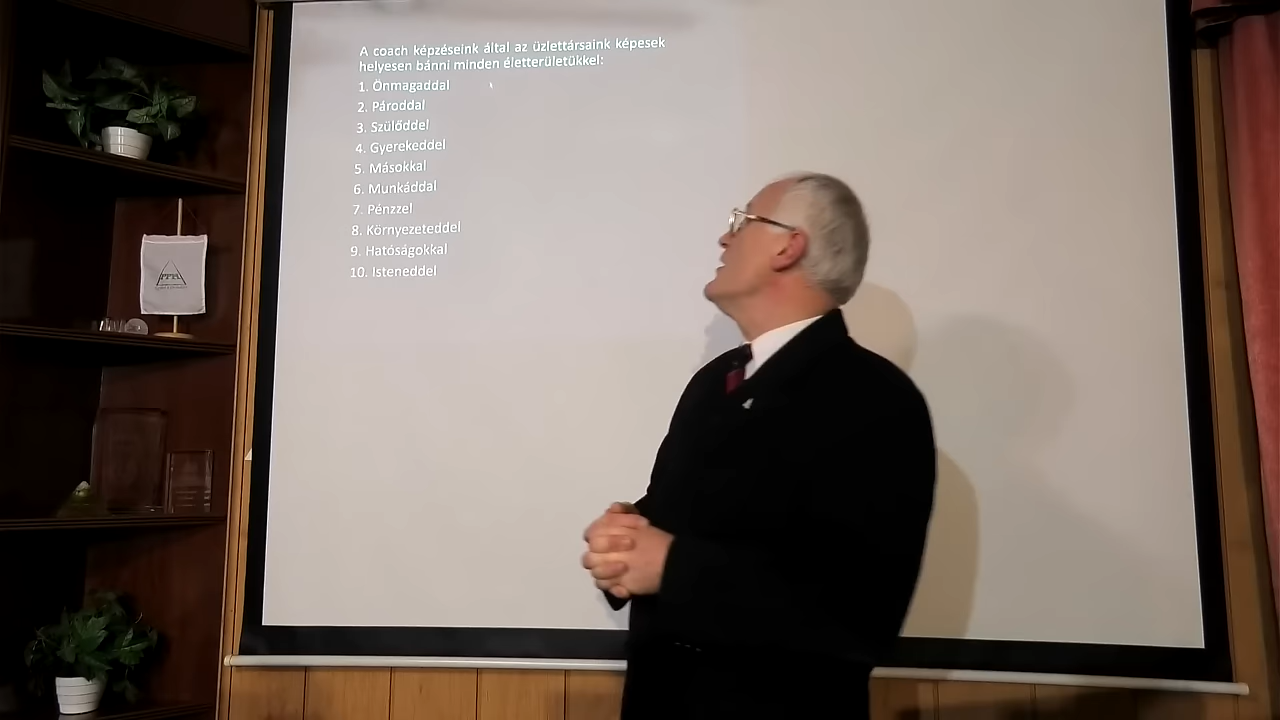 A coach képzéseink által az üzlettársaink képesek
helyesen bánni minden életterületükkel:
1. Önmagaddal
2. Pároddal
3. Szülőddel
4. Gyerekeddel
5. Másokkal
6. Munkáddal
7. Pénzzel
8. Környezeteddel
9. Hatóságokkal
10. Isteneddel